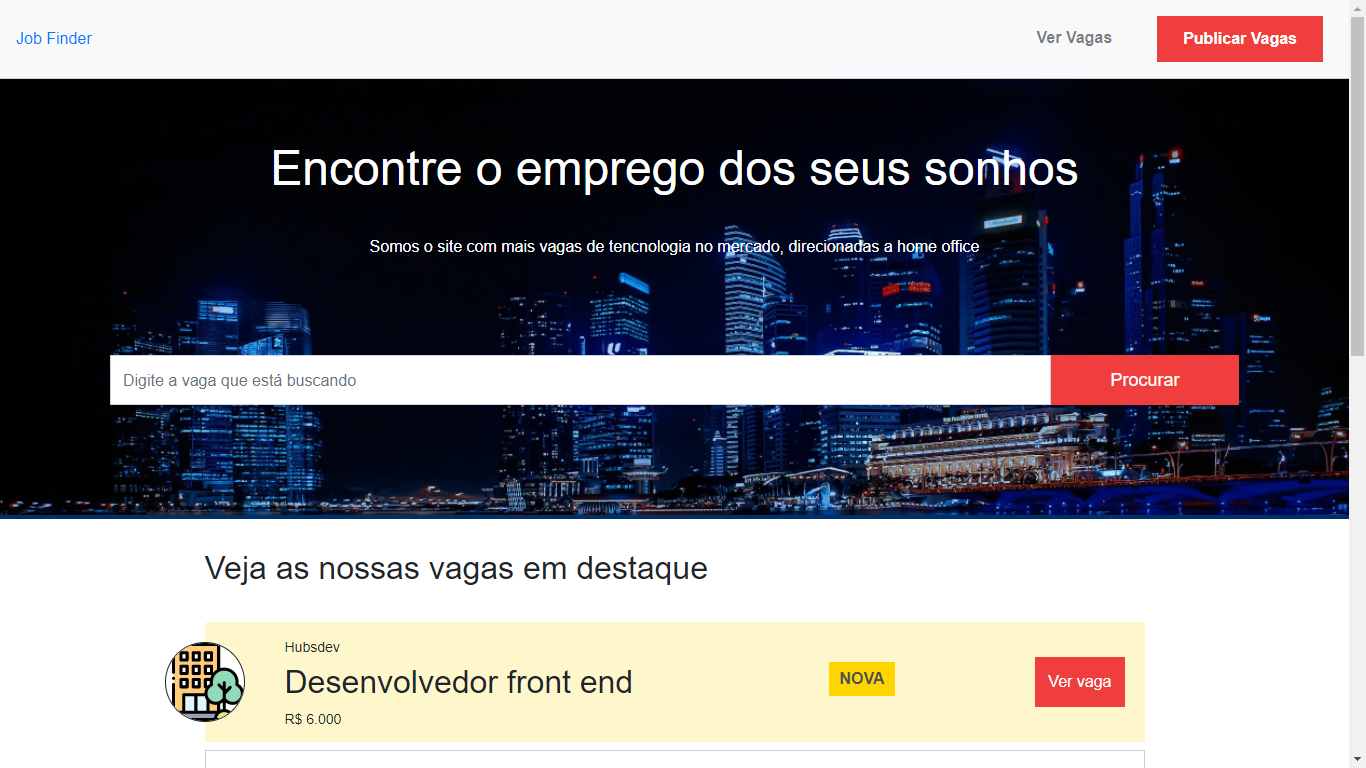 Job Finder
Ver Vagas
Publicar Vagas
Encontre o emprego dos seus sonhos
Somos o site com mais vagas de tencnologia no mercado, direcionadas a home office
Digite a vaga que está buscando
Procurar
Veja as nossas vagas em destaque
Hubsdev
Desenvolvedor front end
R$ 6.000
NOVA
Ver vaga